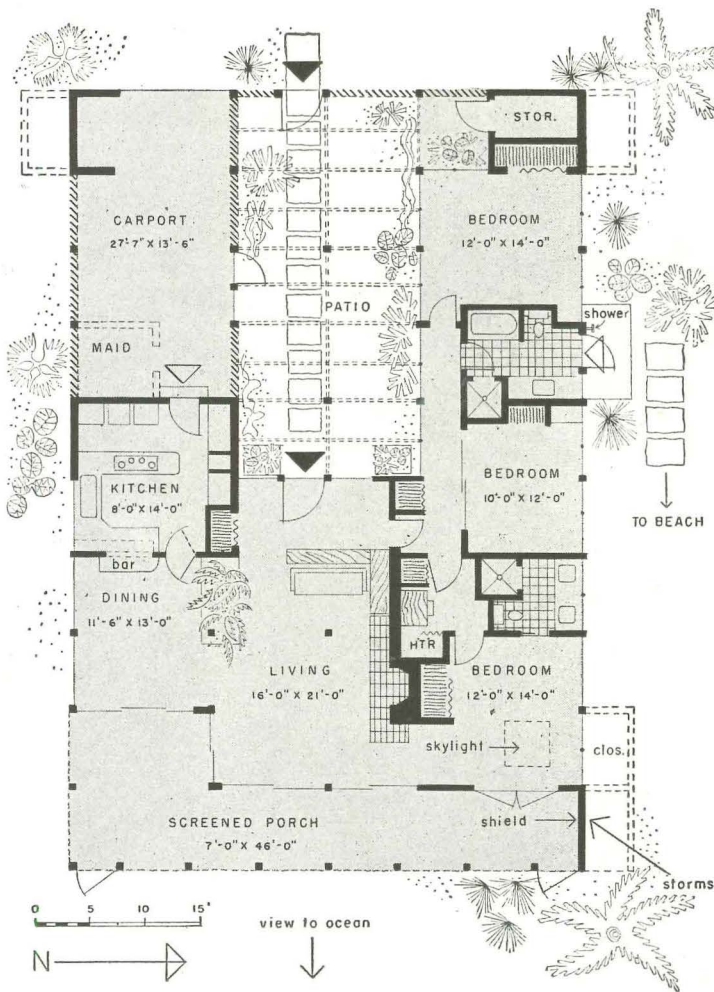 STOR.
CARPORT
27'-7" X 13'-6"
BEDROOM
12'-0" X 14'-0"
PATIO
shower
MAID
KITCHEN
8'-0" X 14'-0"
BEDROOM
10'-0" X 12'-0"
TO BEACH
bar
DINING
11'-6" X 13'-0"
HTR
LIVING
16'-0" X 21'-0"
BEDROOM
12'-0" X 14'-0"
skylight
clos.
SCREENED PORCH
7'-0" X 46'-0"
shield
storms
0 5 10 15'
view to ocean
N